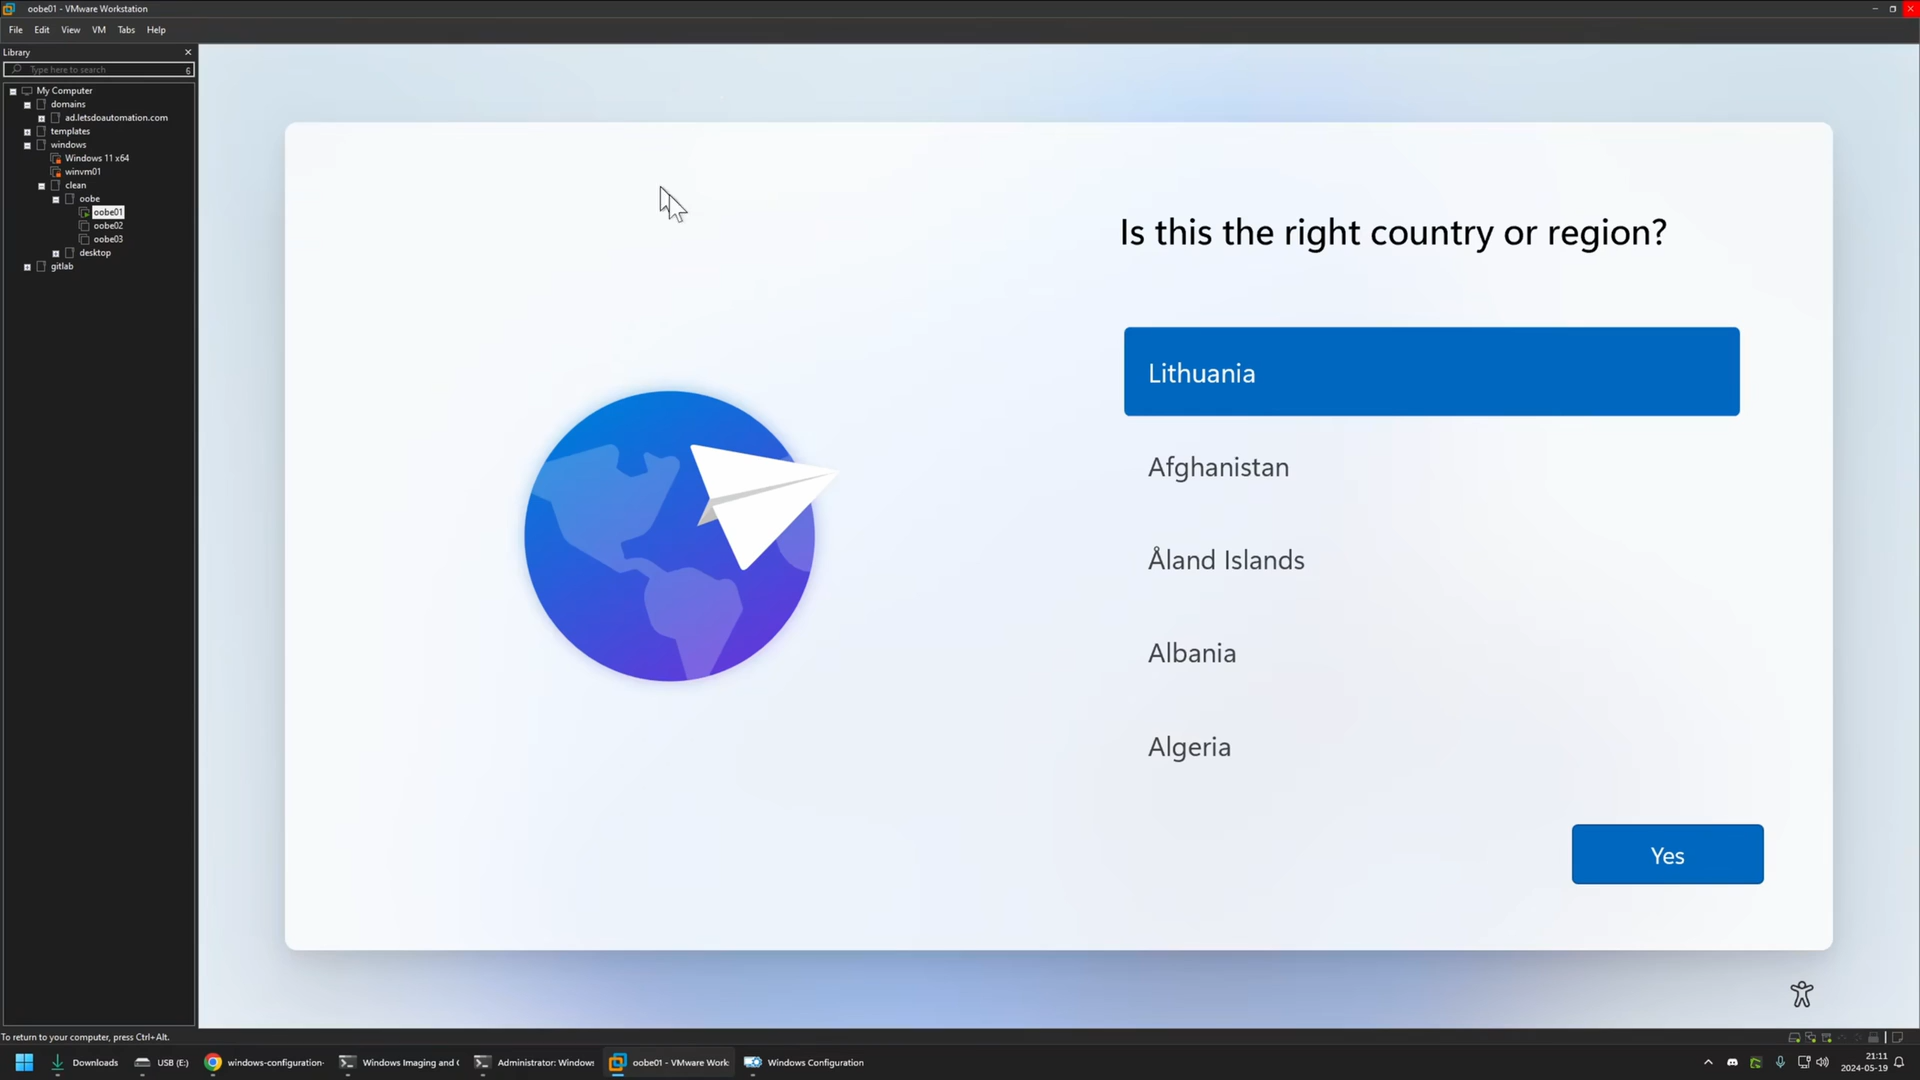 oobe01 - VMware Workstation
File Edit View VM Tabs Help
Library
Type here to search
My Computer
domains
ad.letsdoautomation.com
templates
windows
Windows 11 x64
winvm01
clean
oobe
oobe01
oobe02
oobe03
desktop
gitlab
Is this the right country or region?
Lithuania
Afghanistan
Åland Islands
Albania
Algeria
Yes
To return to your computer, press Ctrl+Alt.
Downloads USB (E:) windows-configuration- Windows Imaging and C Administrator: Windows oobe01 - VMware Work Windows Configuration
21:11
2024-05-19